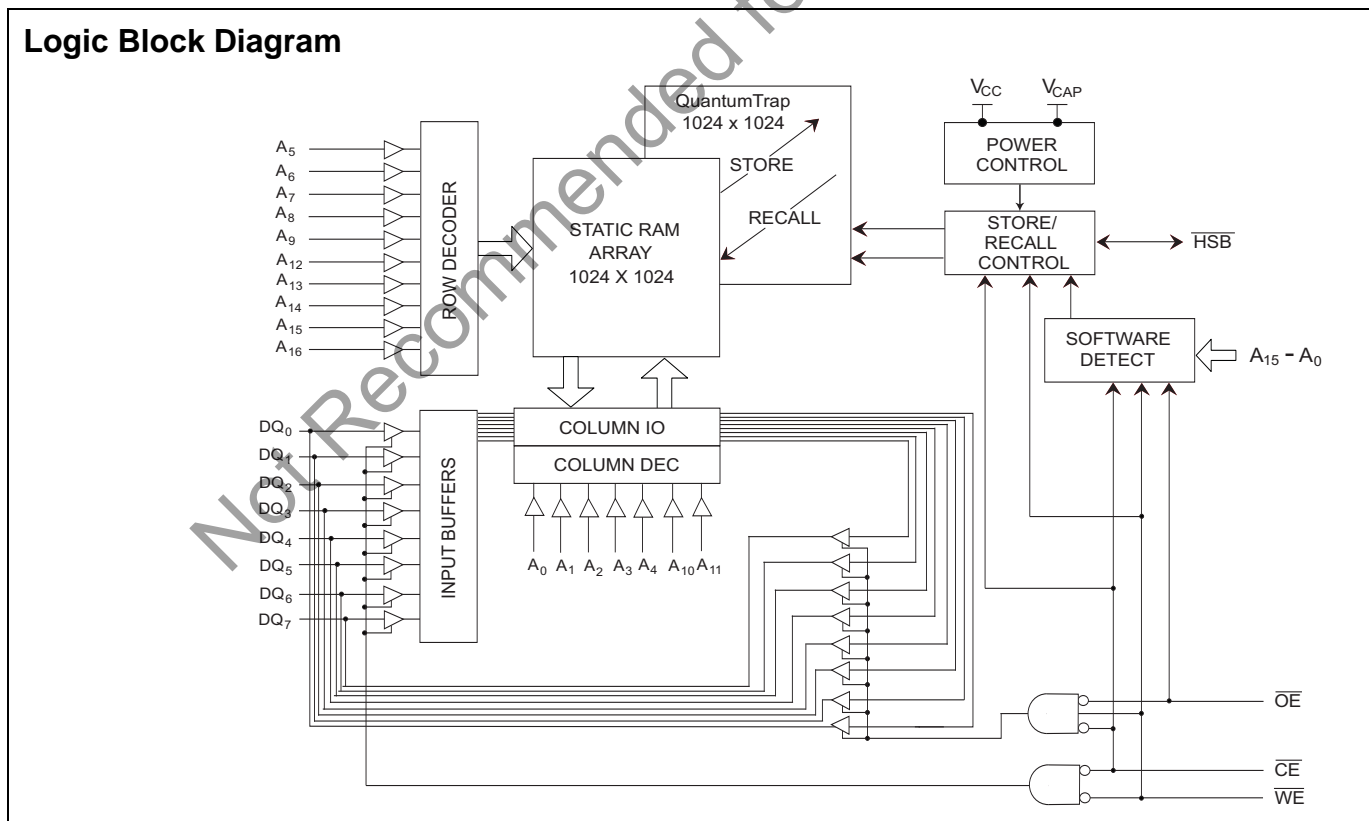 Logic Block Diagram
Not Recommended fo
A5
A6
A7
A8
A9
A12
A13
A14
A15
A16
ROW DECODER
QuantumTrap
1024 x 1024
STORE
RECALL
STATIC RAM
ARRAY
1024 X 1024
VCC
VCAP
POWER
CONTROL
STORE/
RECALL
CONTROL
HSB
SOFTWARE
DETECT
A15 - A0
DQ0
DQ1
DQ2
DQ3
DQ4
DQ5
DQ6
DQ7
INPUT BUFFERS
COLUMN IO
COLUMN DEC
A0 A1 A2 A3 A4 A10 A11
OE
CE
WE